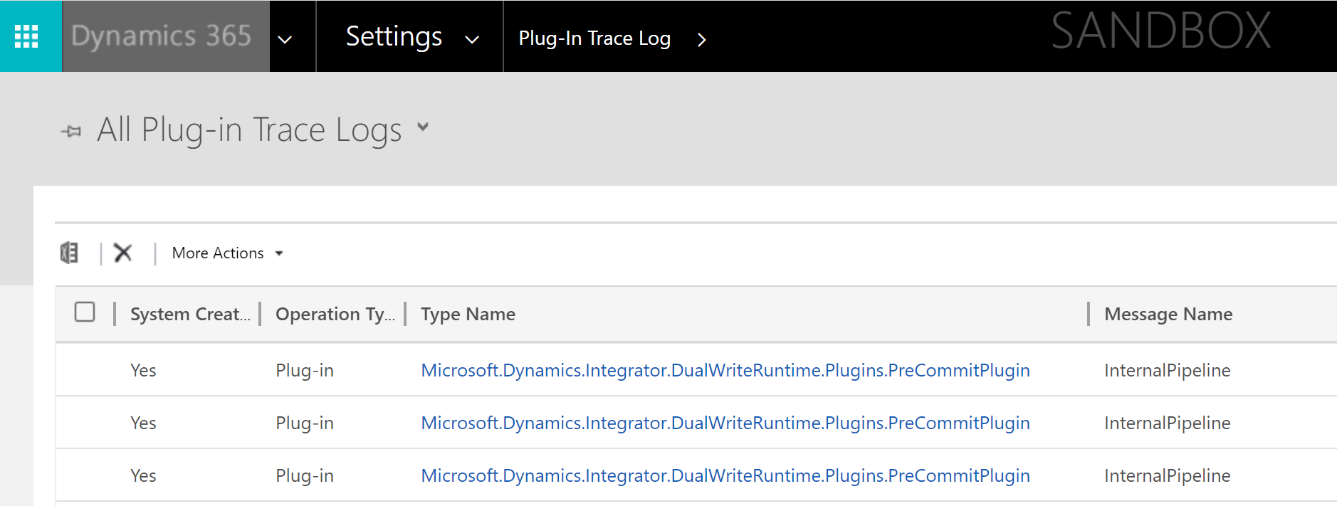 Dynamics 365 Settings Plug-In Trace Log SANDBOX
All Plug-in Trace Logs
More Actions
System Creat... Operation Ty... Type Name Message Name
Yes Plug-in Microsoft.Dynamics.Integrator.DualWriteRuntime.Plugins.PreCommitPlugin InternalPipeline
Yes Plug-in Microsoft.Dynamics.Integrator.DualWriteRuntime.Plugins.PreCommitPlugin InternalPipeline
Yes Plug-in Microsoft.Dynamics.Integrator.DualWriteRuntime.Plugins.PreCommitPlugin InternalPipeline